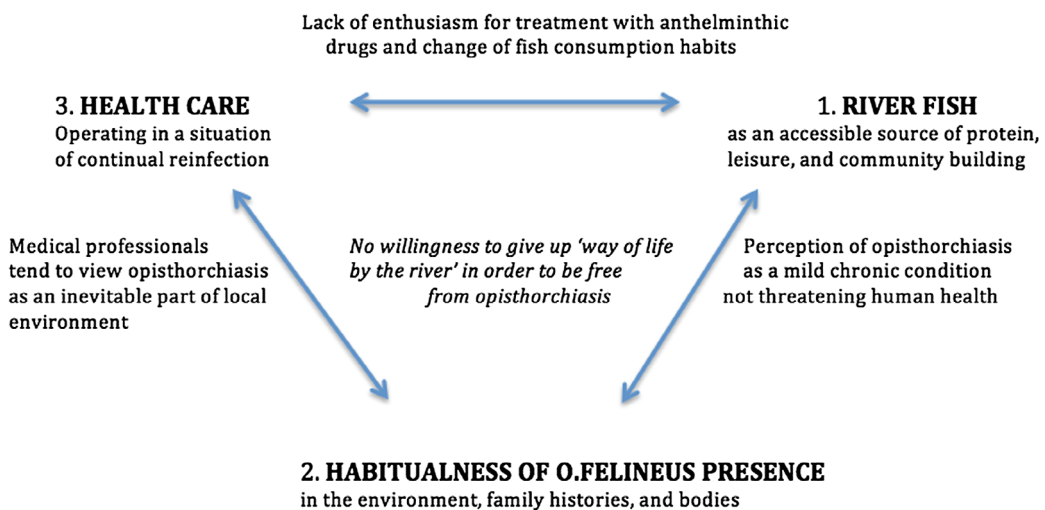 Lack of enthusiasm for treatment with anthelminthic
drugs and change of fish consumption habits
3. HEALTH CARE
Operating in a situation
of continual reinfection
1. RIVER FISH
as an accessible source of protein,
leisure, and community building
Medical professionals
tend to view opisthorchiasis
as an inevitable part of local
environment
No willingness to give up ‘way of life
by the river’ in order to be free
from opisthorchiasis
Perception of opisthorchiasis
as a mild chronic condition
not threatening human health
2. HABITUALNESS OF O.FELINEUS PRESENCE
in the environment, family histories, and bodies